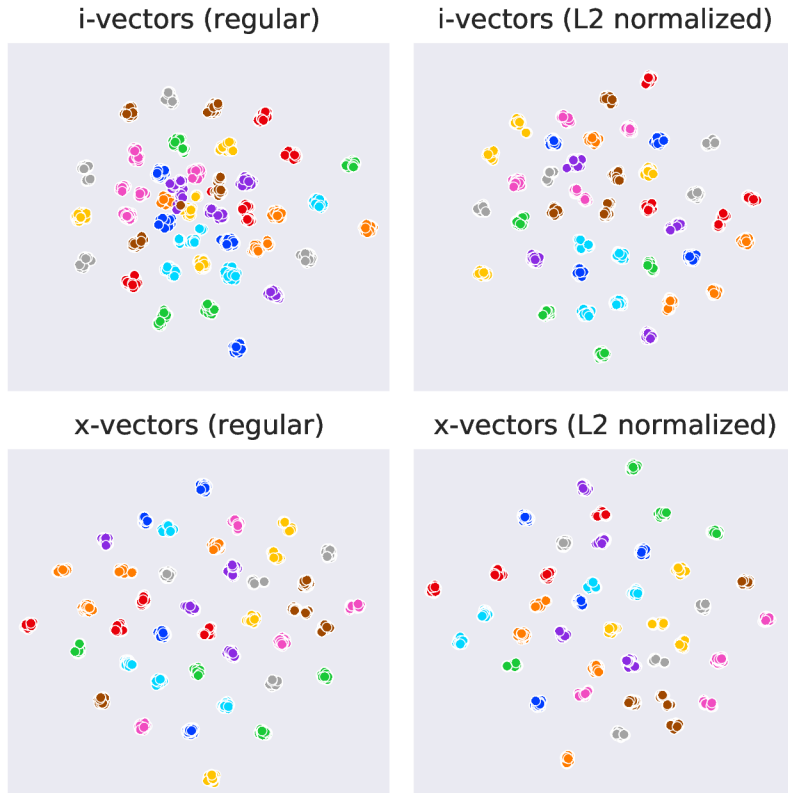 i-vectors (regular)
i-vectors (L2 normalized)
x-vectors (regular)
x-vectors (L2 normalized)